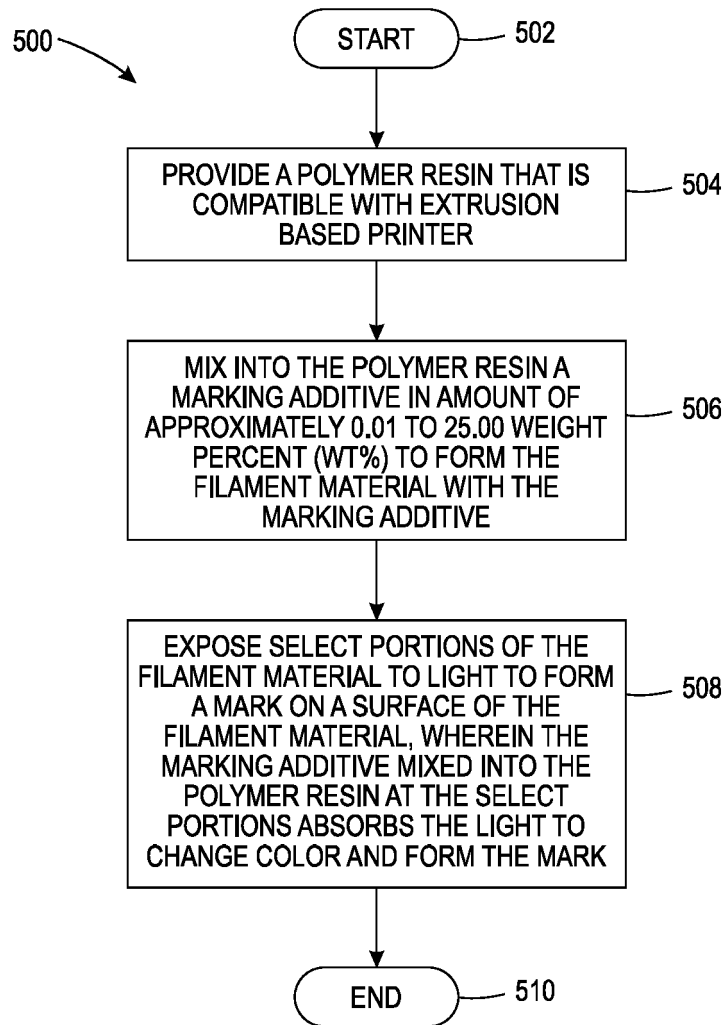 500
START
502
PROVIDE A POLYMER RESIN THAT IS
COMPATIBLE WITH EXTRUSION
BASED PRINTER
504
MIX INTO THE POLYMER RESIN A
MARKING ADDITIVE IN AMOUNT OF
APPROXIMATELY 0.01 TO 25.00 WEIGHT
PERCENT (WT%) TO FORM THE
FILAMENT MATERIAL WITH THE
MARKING ADDITIVE
506
EXPOSE SELECT PORTIONS OF THE
FILAMENT MATERIAL TO LIGHT TO FORM
A MARK ON A SURFACE OF THE
FILAMENT MATERIAL, WHEREIN THE
MARKING ADDITIVE MIXED INTO THE
POLYMER RESIN AT THE SELECT
PORTIONS ABSORBS THE LIGHT TO
CHANGE COLOR AND FORM THE MARK
508
END
510